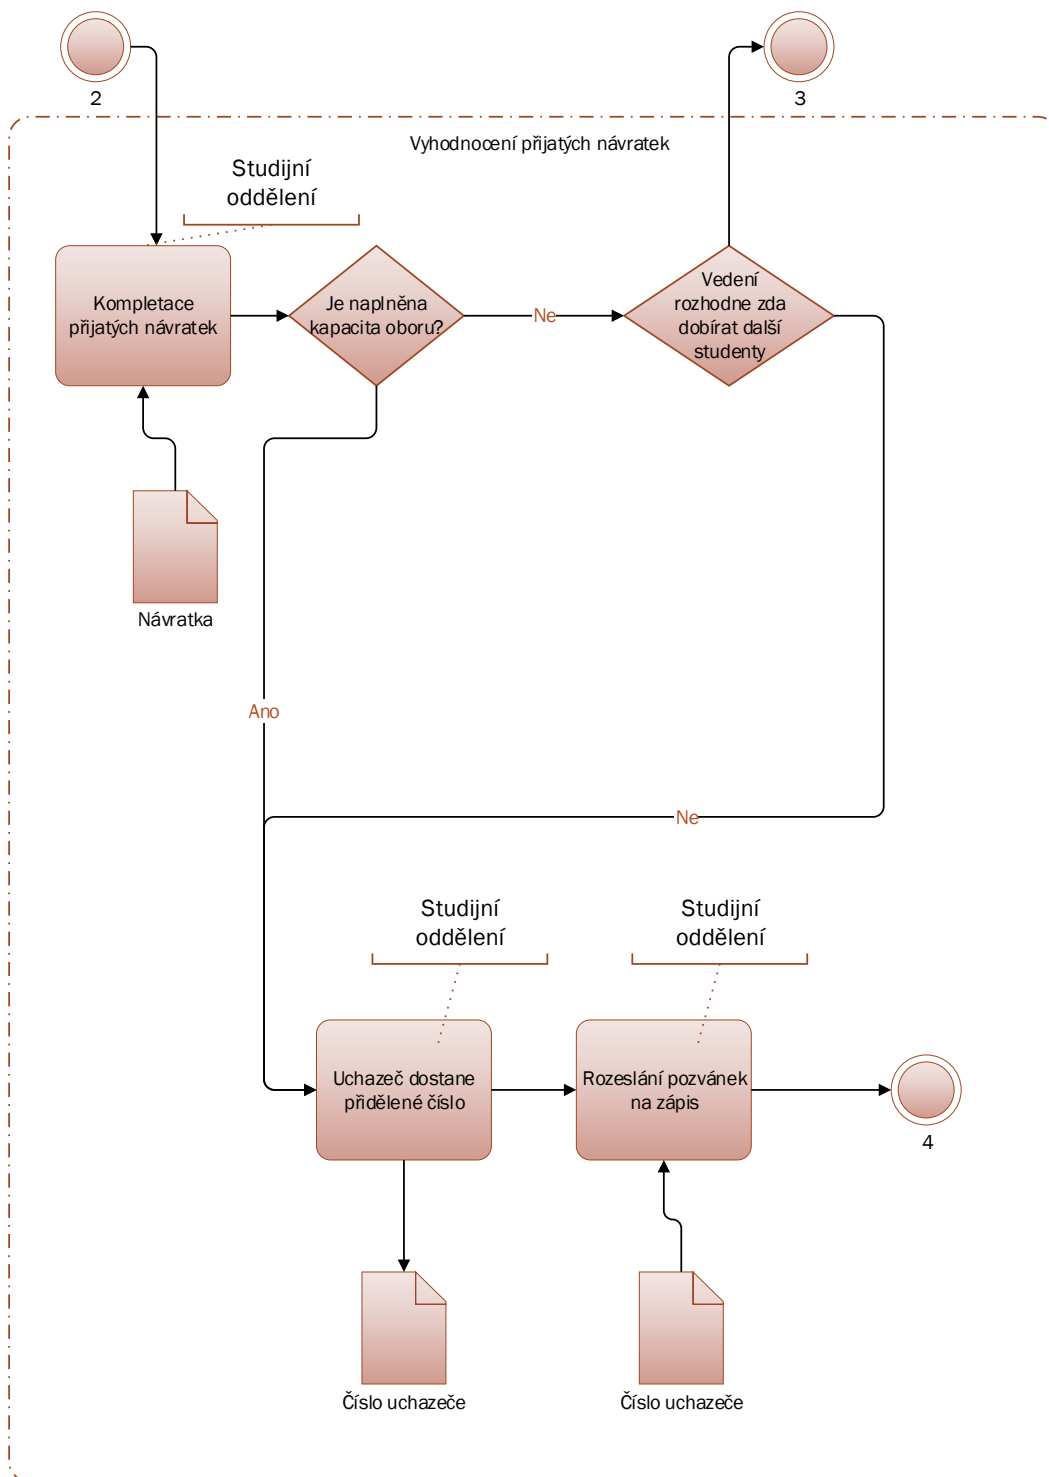 2
3
Vyhodnocení přijatých návratek
Studijní
oddělení
Kompletace
přijatých návratek
Je naplněna
kapacita oboru?
Ne
Vedení
rozhodne zda
dobírat další
studenty
Návratka
Ano
Ne
Studijní
oddělení
Studijní
oddělení
Uchazeč dostane
přidělené číslo
Rozeslání pozvánek
na zápis
4
Číslo uchazeče
Číslo uchazeče